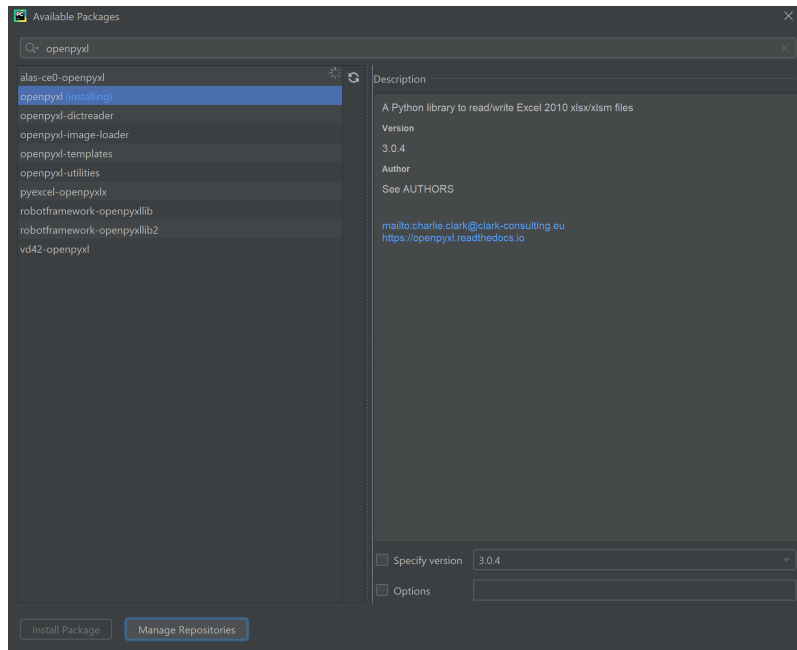 PC
Available Packages
openpyxl
alas-ce0-openpyxl
openpyxl (installing)
openpyxl-dictreader
openpyxl-image-loader
openpyxl-templates
openpyxl-utilities
pyexcel-openpyxlx
robotframework-openpyxllib
robotframework-openpyxllib2
vd42-openpyxl
Description
A Python library to read/write Excel 2010 xlsx/xlsm files
Version
3.0.4
Author
See AUTHORS
mailto:charlie.clark@clark-consulting.eu
https://openpyxl.readthedocs.io
Specify version
3.0.4
Options
Install Package
Manage Repositories